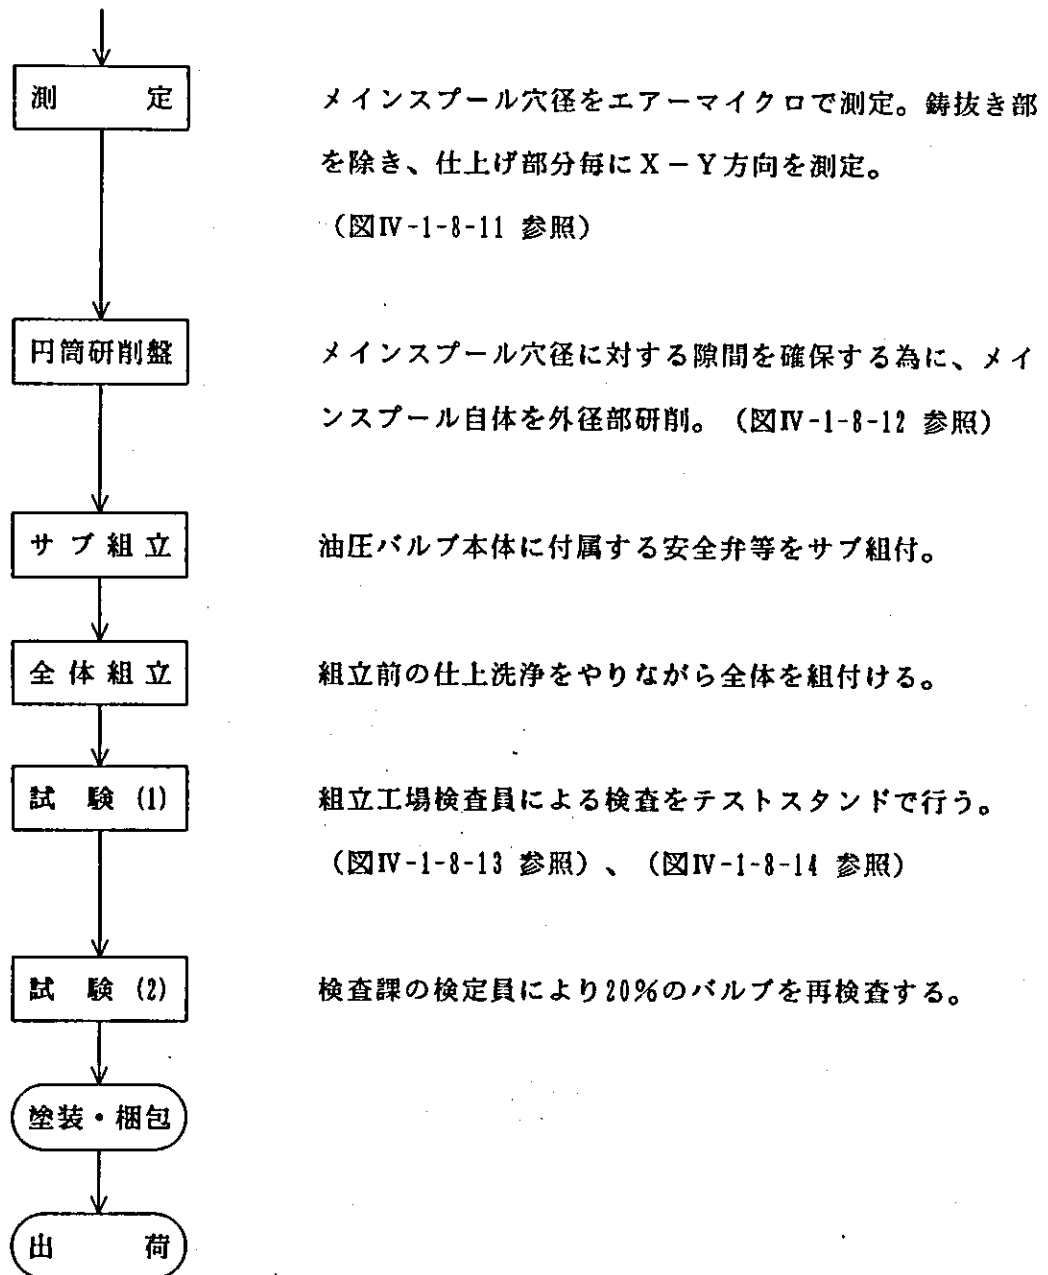 測定
メインスプール穴径をエアーマイクロで測定。鋳抜き部
を除き、仕上げ部分毎にX－Y方向を測定。
（図Ⅳ-1-8-11 参照）
円筒研削盤
メインスプール穴径に対する隙間を確保する為に、メイ
ンスプール自体を外径部研削。（図Ⅳ-1-8-12 参照）
サブ組立
油圧バルブ本体に付属する安全弁等をサブ組付。
全体組立
組立前の仕上洗浄をやりながら全体を組付ける。
試験(1)
組立工場検査員による検査をテストスタンドで行う。
（図Ⅳ-1-8-13 参照）、（図Ⅳ-1-8-14 参照）
試験(2)
検査課の検定員により20％のバルブを再検査する。
塗装・梱包
出荷